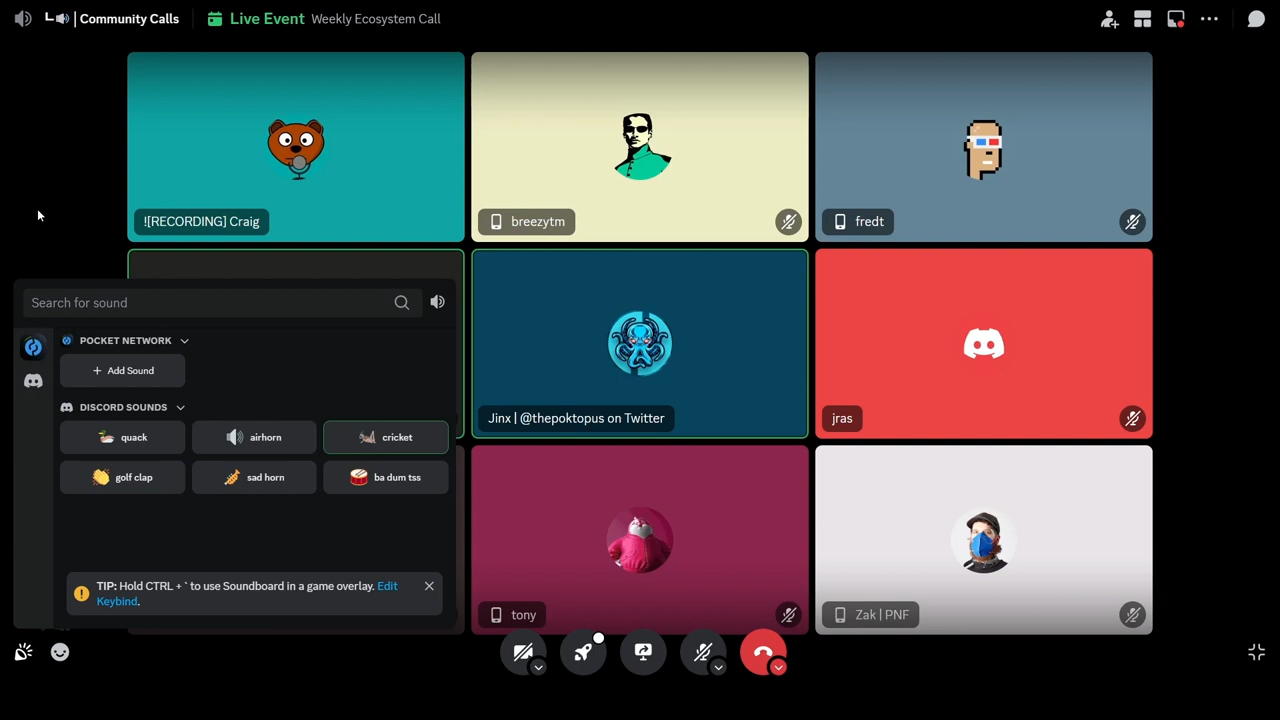 Community Calls
Live Event Weekly Ecosystem Call
![RECORDING] Craig
breezytm
fredt
Search for sound
POCKET NETWORK
+ Add Sound
DISCORD SOUNDS
quack
airhorn
cricket
golf clap
sad horn
ba dum tss
TIP: Hold CTRL + ` to use Soundboard in a game overlay. Edit
Keybind.
Jinx | @thepoktopus on Twitter
jras
tony
Zak | PNF